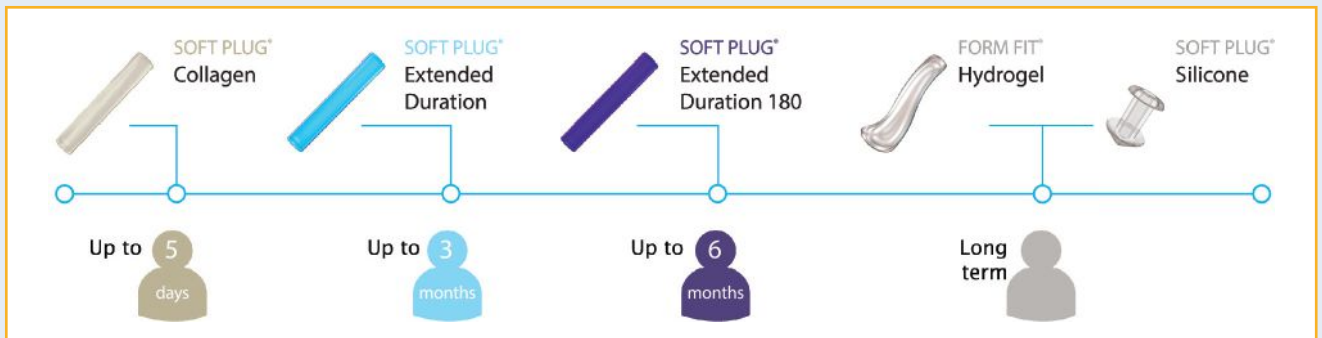 SOFT PLUG®
Collagen
SOFT PLUG®
Extended
Duration
SOFT PLUG®
Extended
Duration 180
FORM FIT®
Hydrogel
SOFT PLUG®
Silicone
Up to 5
days
Up to 3
months
Up to 6
months
Long
term